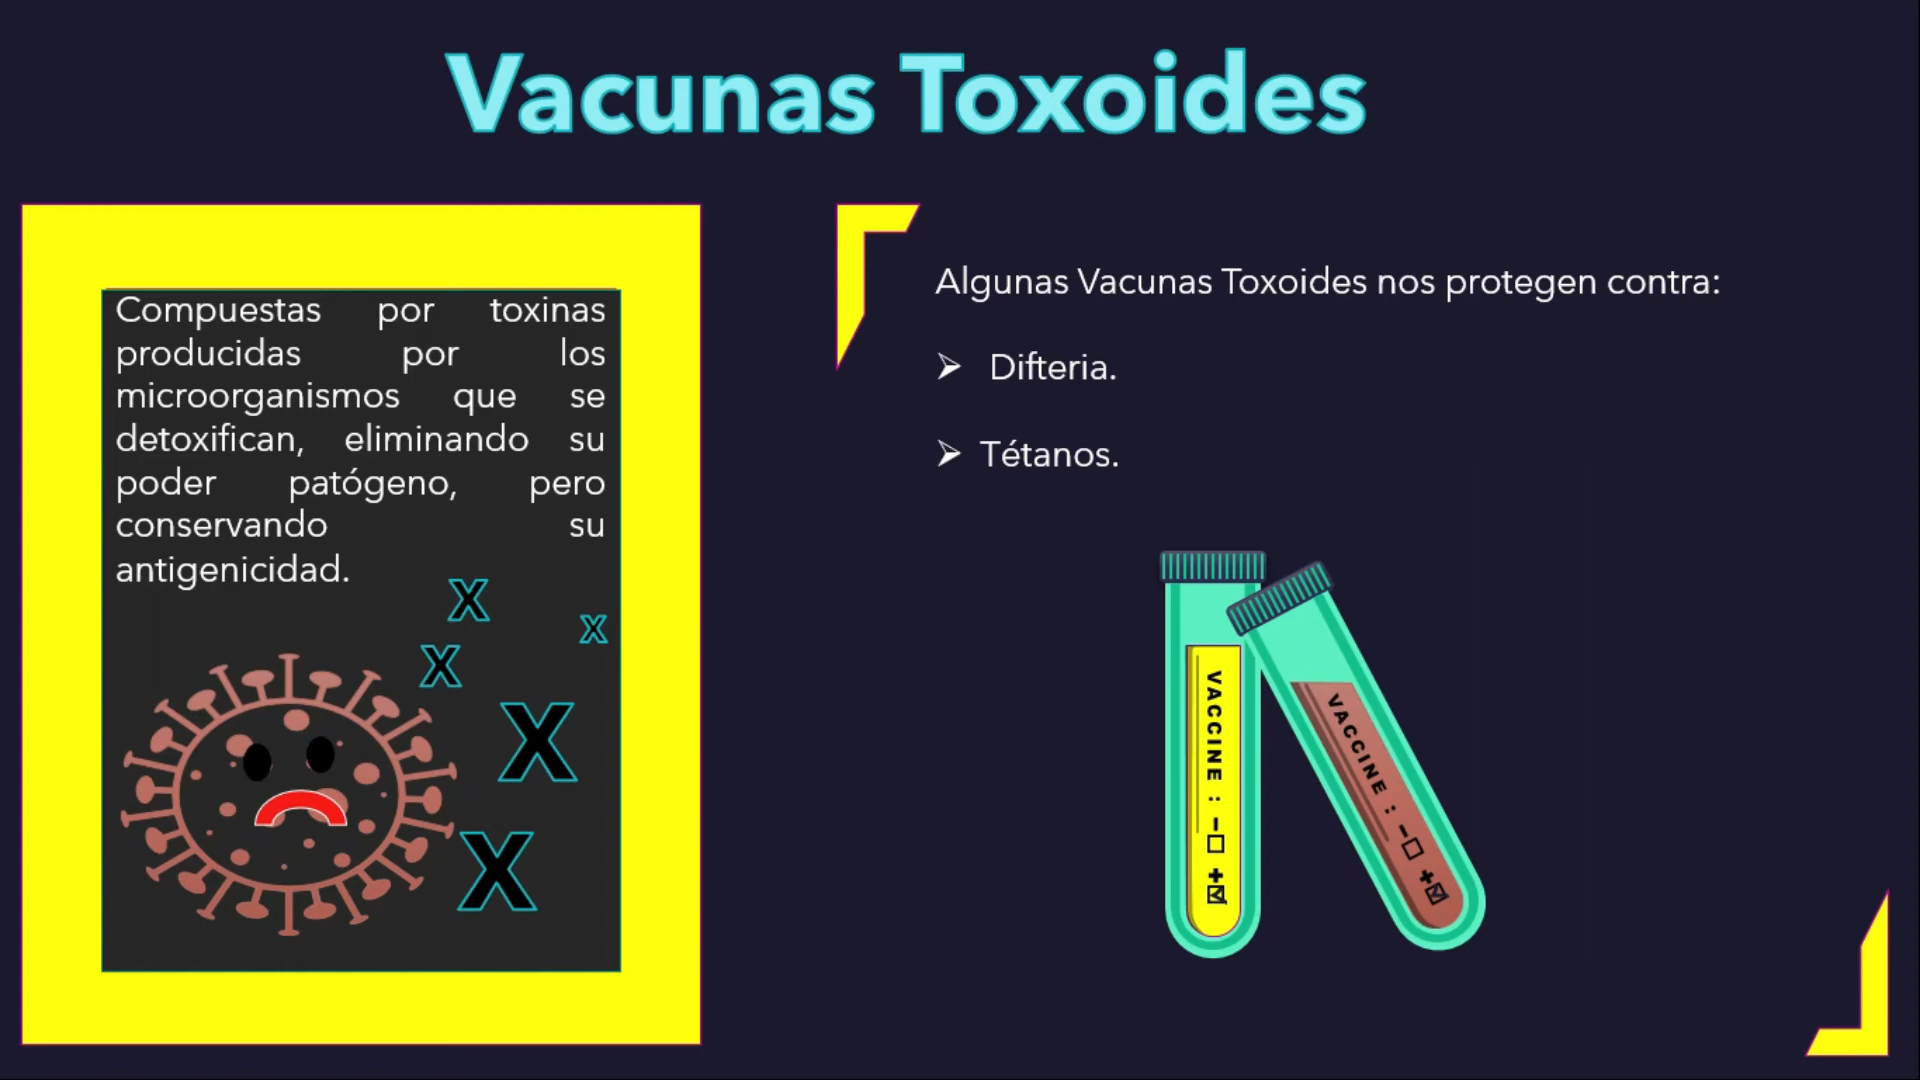 Vacunas Toxoides
Compuestas por toxinas
producidas por los
microorganismos que se
detoxifican, eliminando su
poder patógeno, pero
conservando su
antigenicidad.
X
X
X
X
X
Algunas Vacunas Toxoides nos protegen contra:
➢ Difteria.
➢ Tétanos.
VACCINE : -☐ +☑
VACCINE : -☐ +☑